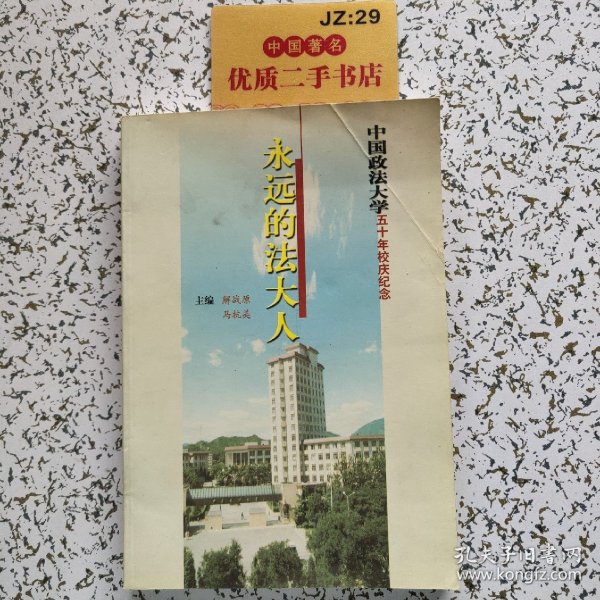 JZ:29
中国著名
优质二手书店
中国政法大学五十年校庆纪念
永远的法大人
主编 解战原
马抗美
孔夫子旧书网
www.kongfz.com